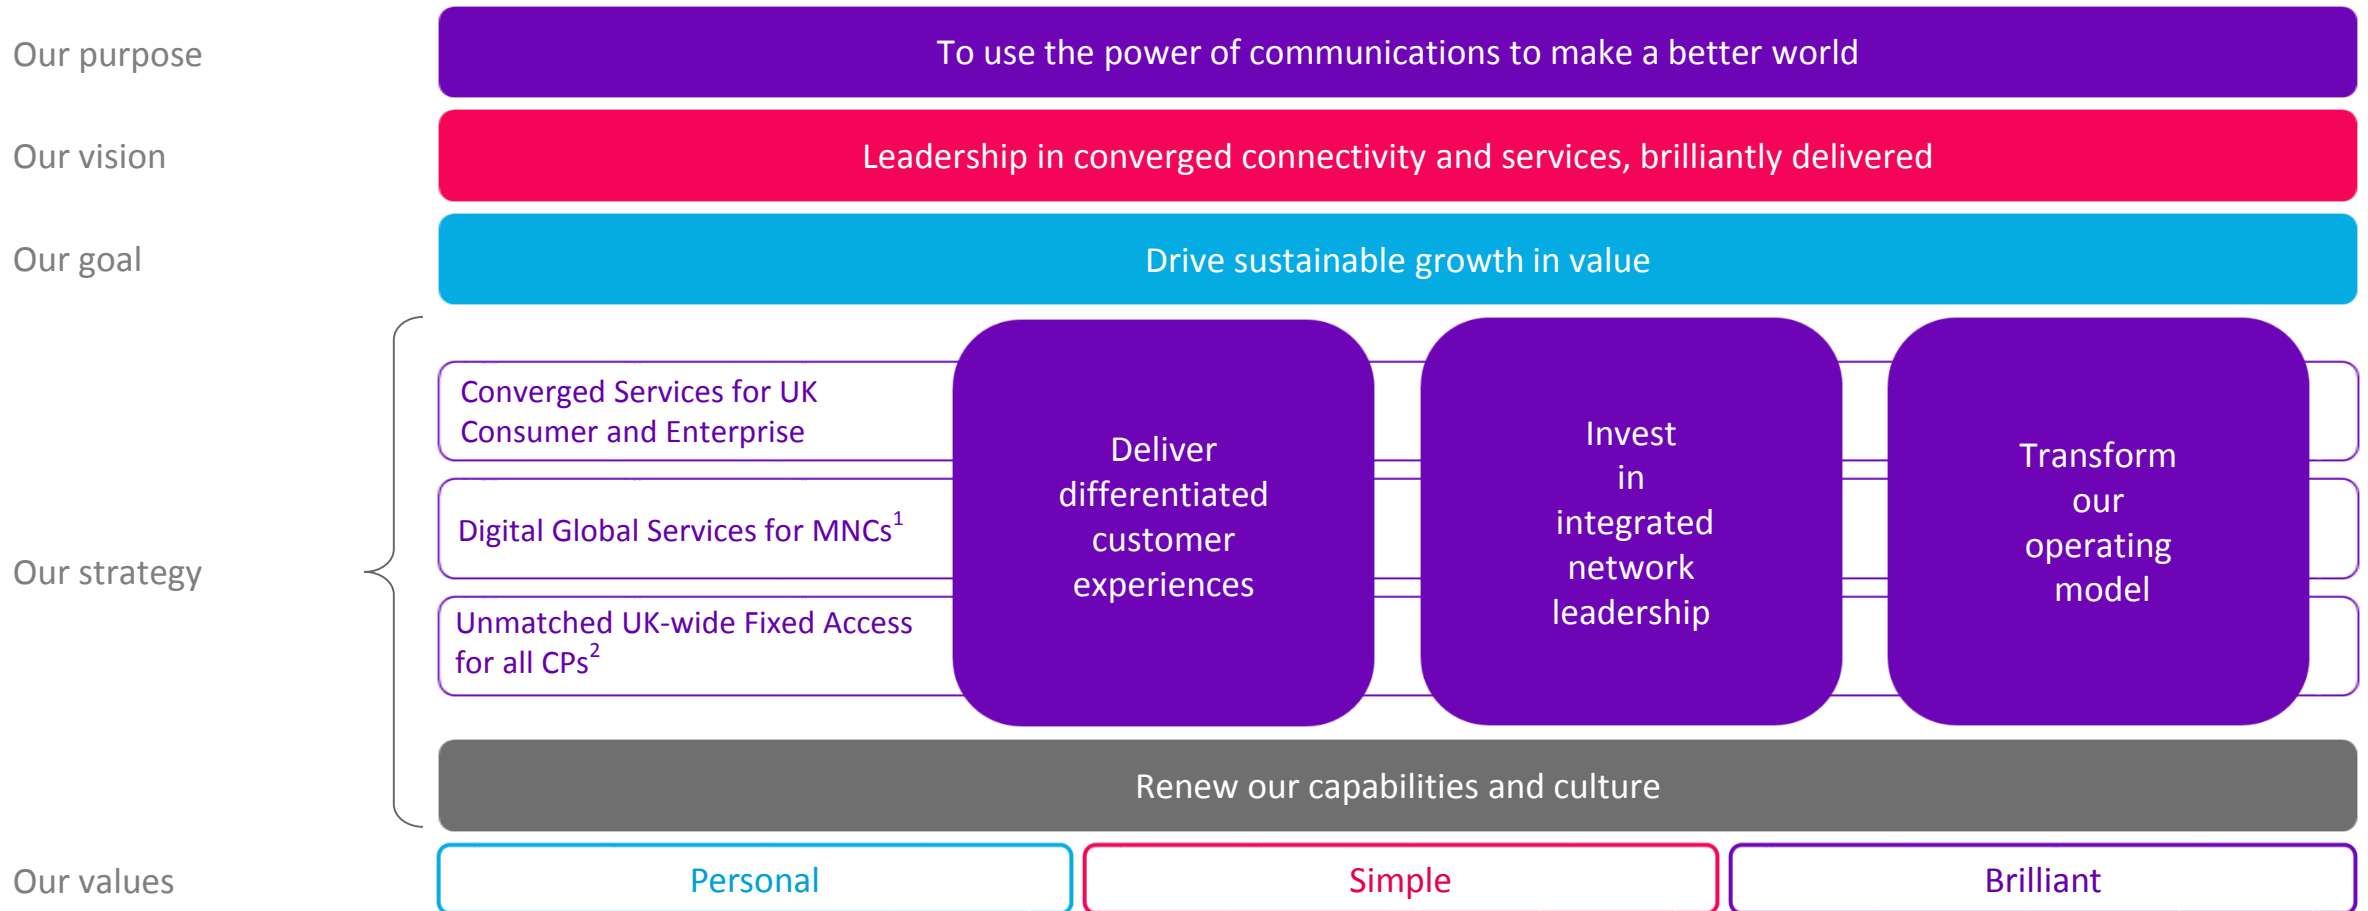 Our purpose
To use the power of communications to make a better world
Our vision
Leadership in converged connectivity and services, brilliantly delivered
Our goal
Drive sustainable growth in value
Our strategy
Converged Services for UK
Consumer and Enterprise
Digital Global Services for MNCs¹
Unmatched UK-wide Fixed Access
for all CPs²
Deliver
differentiated
customer
experiences
Invest
in
integrated
network
leadership
Transform
our
operating
model
Renew our capabilities and culture
Our values
Personal
Simple
Brilliant